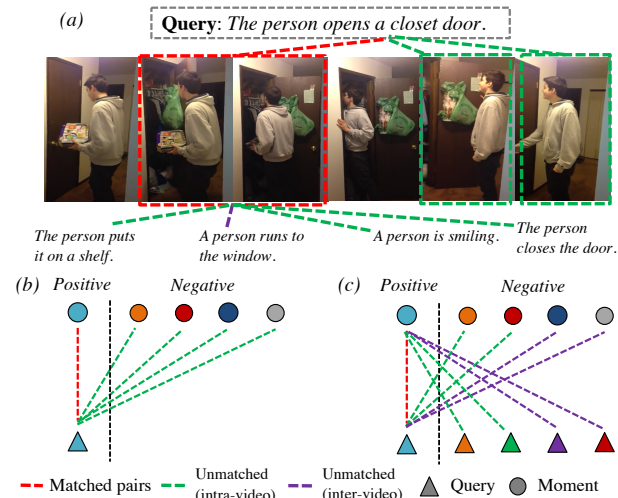 (a)
Query: The person opens a closet door.
The person puts
it on a shelf.
A person runs to
the window.
A person is smiling.
The person
closes the door.
(b) Positive Negative
(c) Positive Negative
Matched pairs
Unmatched
(intra-video)
Unmatched
(inter-video)
Query
Moment